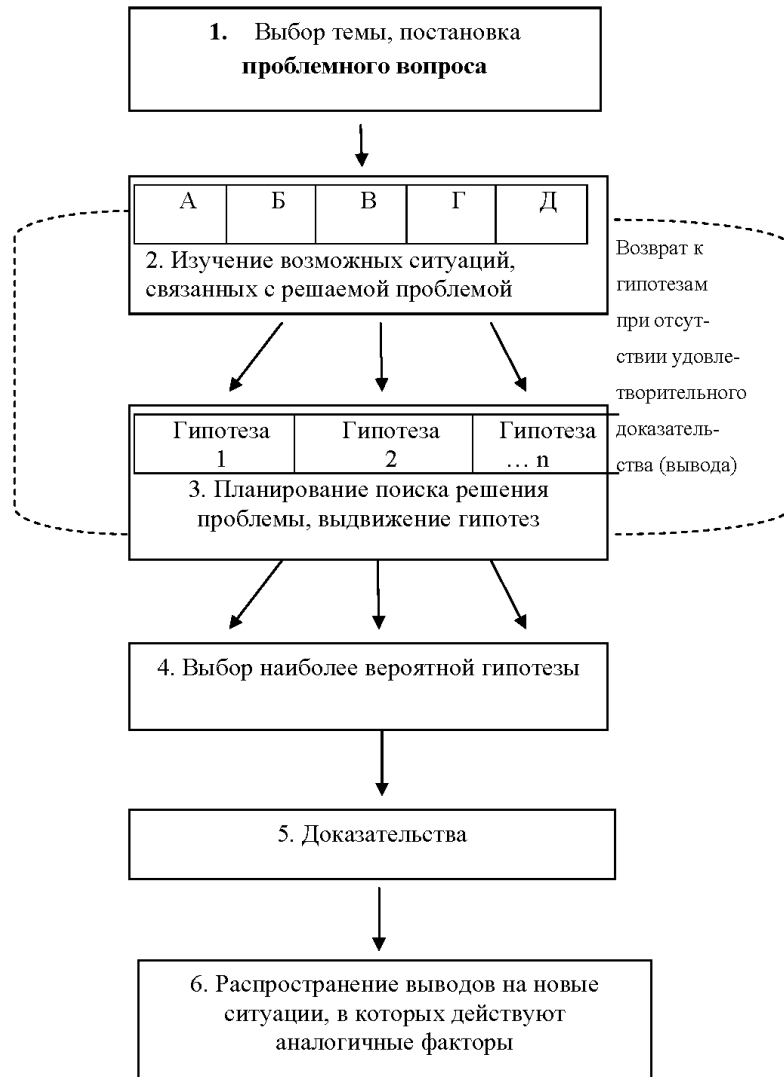 1. Выбор темы, постановка
проблемного вопроса
А Б В Г Д
2. Изучение возможных ситуаций,
связанных с решаемой проблемой
Возврат к
гипотезам
при отсут-
ствии удовле-
творительного
доказатель-
ства (вывода)
Гипотеза Гипотеза Гипотеза
1 2 ... n
3. Планирование поиска решения
проблемы, выдвижение гипотез
4. Выбор наиболее вероятной гипотезы
5. Доказательства
6. Распространение выводов на новые
ситуации, в которых действуют
аналогичные факторы